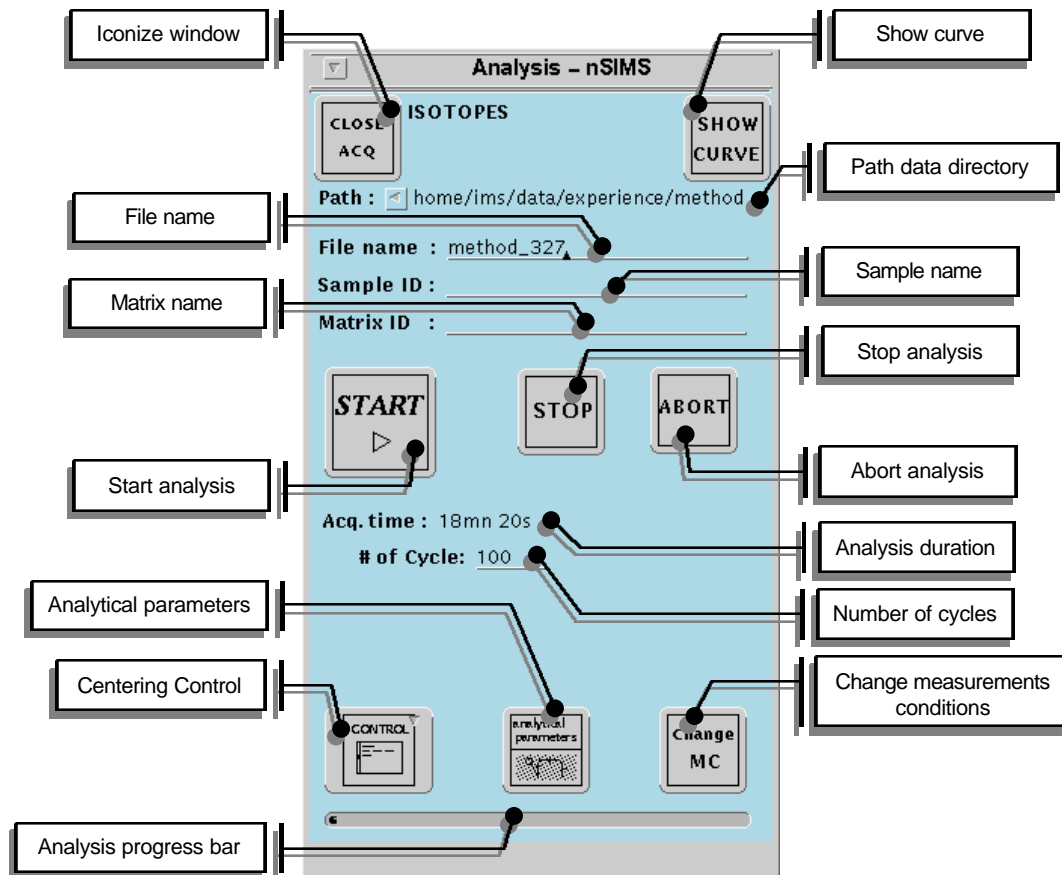 Iconize window
Show curve
Analysis – nSIMS
CLOSE
ACQ
ISOTOPES
SHOW
CURVE
Path data directory
Path : home/ims/data/experience/method
File name
File name : method_327
Sample ID :
Sample name
Matrix name
Matrix ID :
Stop analysis
START
STOP
ABORT
Start analysis
Abort analysis
Acq. time : 18mn 20s
Analysis duration
# of Cycle: 100
Analytical parameters
Number of cycles
Centering Control
Change measurements
conditions
CONTROL
analytical
parameters
Change
MC
Analysis progress bar